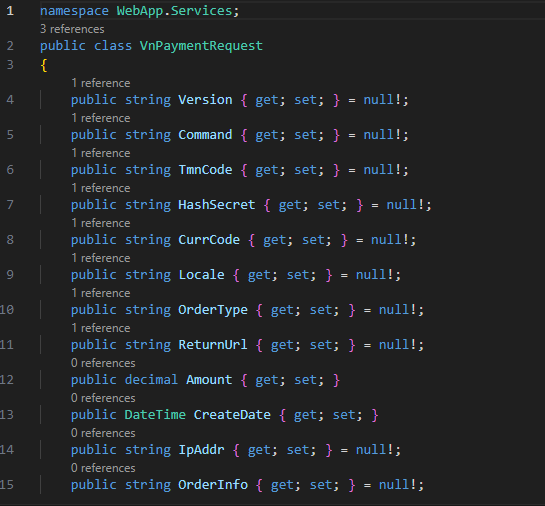 1 namespace WebApp.Services;
3 references
2 public class VnPaymentRequest
3 {
1 reference
4 public string Version { get; set; } = null!;
1 reference
5 public string Command { get; set; } = null!;
1 reference
6 public string TmnCode { get; set; } = null!;
1 reference
7 public string HashSecret { get; set; } = null!;
1 reference
8 public string CurrCode { get; set; } = null!;
1 reference
9 public string Locale { get; set; } = null!;
1 reference
10 public string OrderType { get; set; } = null!;
1 reference
11 public string ReturnUrl { get; set; } = null!;
0 references
12 public decimal Amount { get; set; }
0 references
13 public DateTime CreateDate { get; set; }
0 references
14 public string IpAddr { get; set; } = null!;
0 references
15 public string OrderInfo { get; set; } = null!;